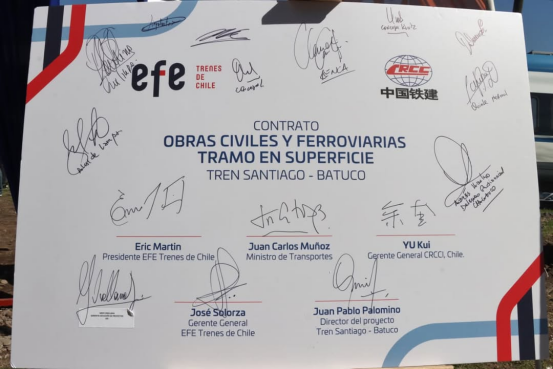 efe
TRENES
DE
CHILE
CRCC
中国铁建
CONTRATO
OBRAS CIVILES Y FERROVIARIAS
TRAMO EN SUPERFICIE
TREN SANTIAGO - BATUCO
Eric Martin
Presidente EFE Trenes de Chile
Juan Carlos Muñoz
Ministro de Transportes
YU Kui
Gerente General CRCCI, Chile.
José Solorza
Gerente General
EFE Trenes de Chile
Juan Pablo Palomino
Director del proyecto
Tren Santiago - Batuco